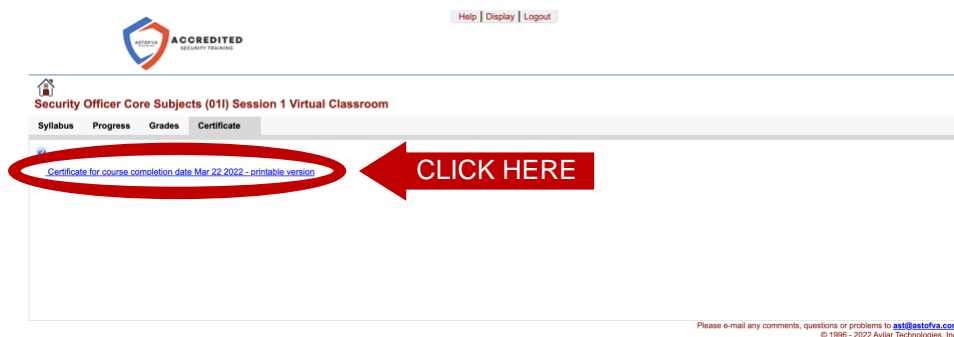 Help | Display | Logout
ASTOFVA
ACCREDITED
SECURITY TRAINING
Security Officer Core Subjects (01I) Session 1 Virtual Classroom
Syllabus Progress Grades Certificate
Certificate for course completion date Mar 22 2022 - printable version
CLICK HERE
Please e-mail any comments, questions or problems to ast@astofva.com
© 1996 - 2022 Avilar Technologies, Inc